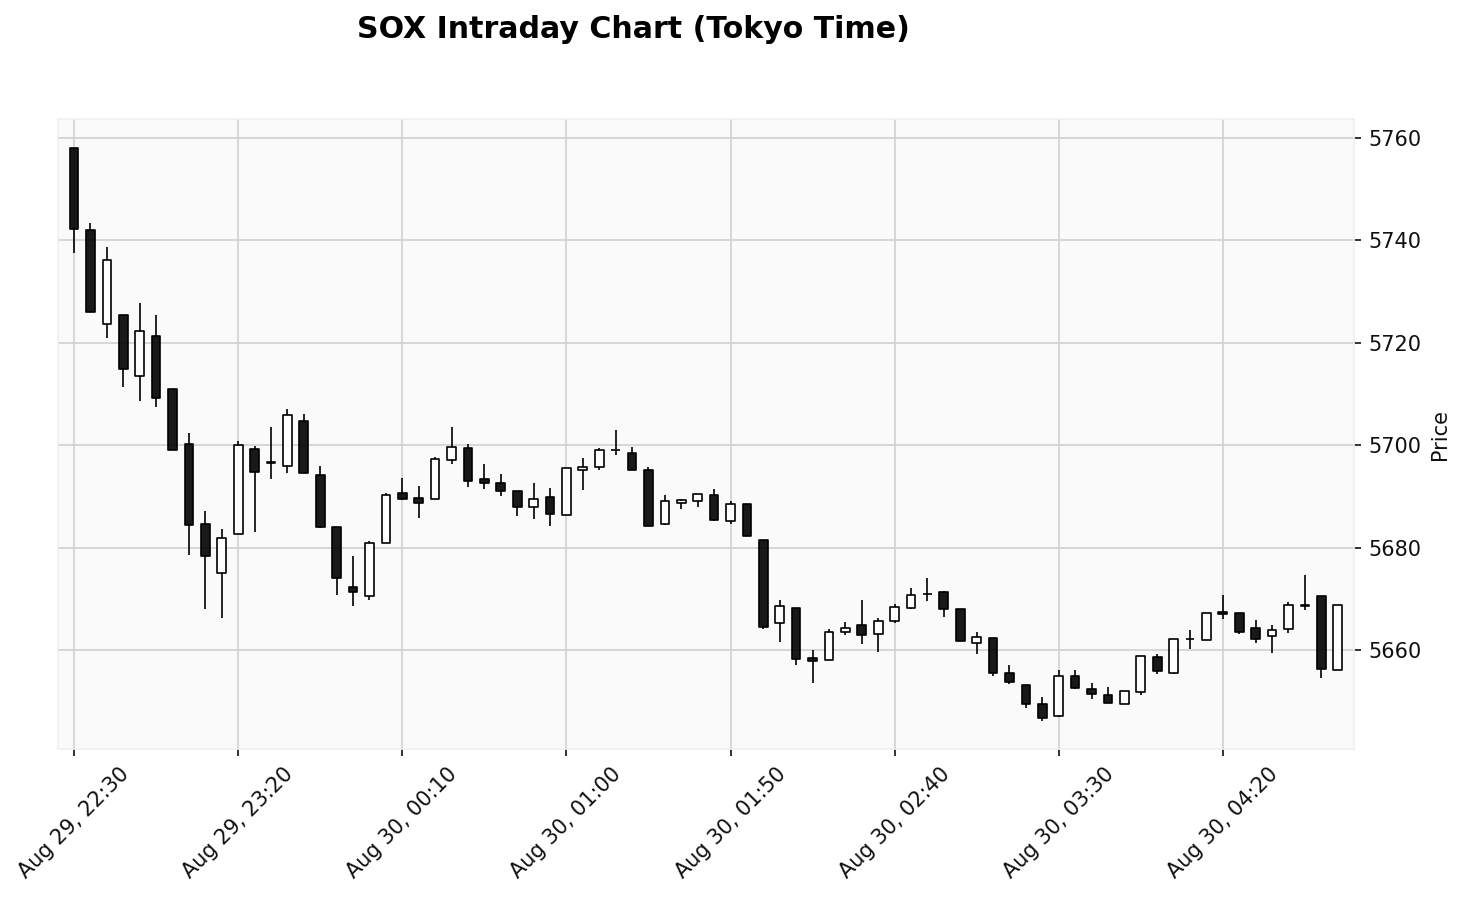 SOX Intraday Chart (Tokyo Time)
5760
5740
5720
5700
5680
5660
Price
Aug 29, 22:30
Aug 29, 23:20
Aug 30, 00:10
Aug 30, 01:00
Aug 30, 01:50
Aug 30, 02:40
Aug 30, 03:30
Aug 30, 04:20